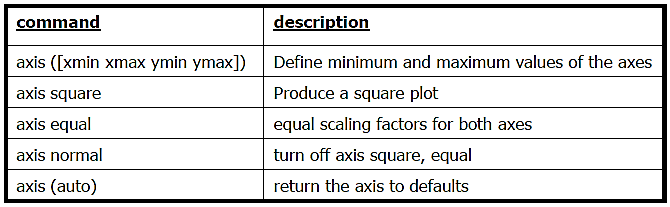 command description
axis ([xmin xmax ymin ymax]) Define minimum and maximum values of the axes
axis square Produce a square plot
axis equal equal scaling factors for both axes
axis normal turn off axis square, equal
axis (auto) return the axis to defaults